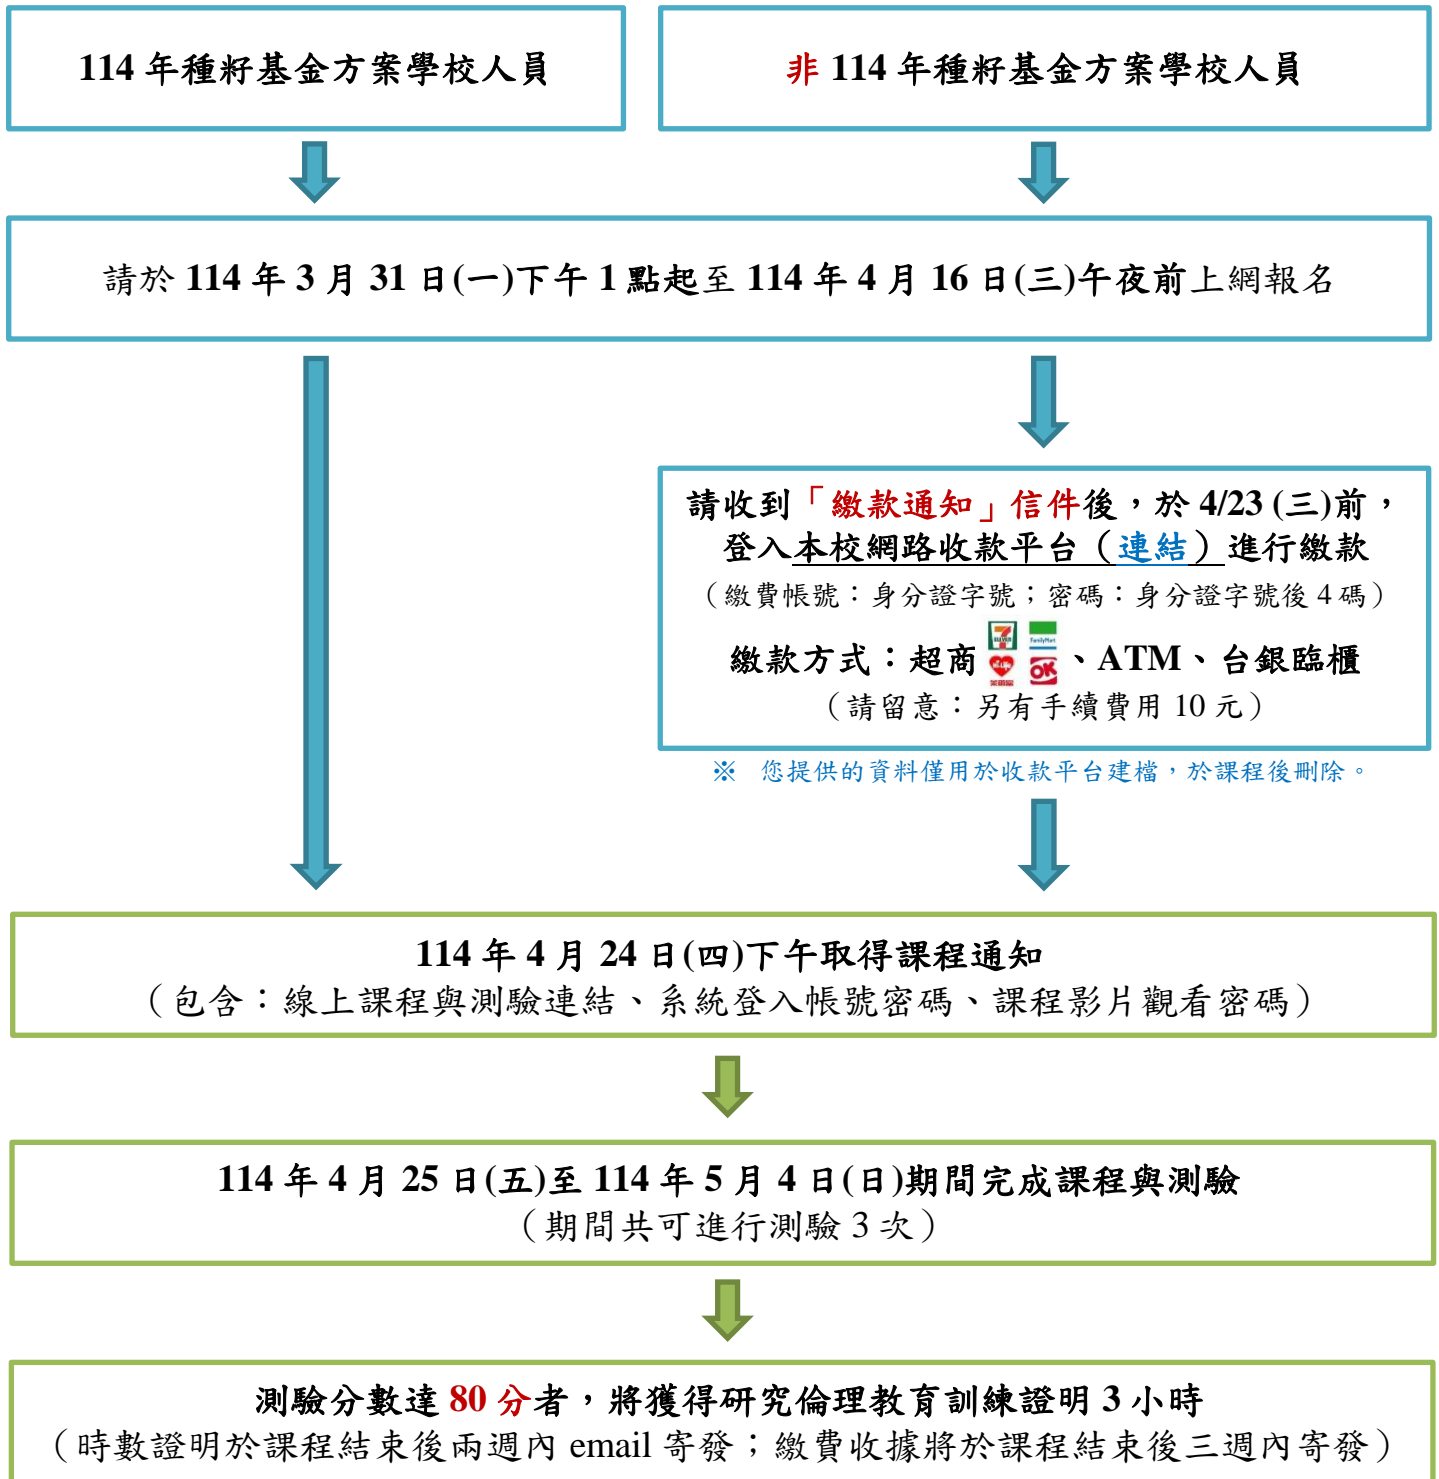 114 年種籽基金方案學校人員
非 114 年種籽基金方案學校人員
請於 114 年 3 月 31 日(一)下午 1 點起至 114 年 4 月 16 日(三)午夜前上網報名
請收到「繳款通知」信件後，於 4/23 (三)前，
登入本校網路收款平台（連結）進行繳款
（繳費帳號：身分證字號；密碼：身分證字號後 4 碼）
繳款方式：超商、ATM、台銀臨櫃
7 ELEVEN
FamilyMart
萊爾富
OK
（請留意：另有手續費用 10 元）
※ 您提供的資料僅用於收款平台建檔，於課程後刪除。
114 年 4 月 24 日(四)下午取得課程通知
（包含：線上課程與測驗連結、系統登入帳號密碼、課程影片觀看密碼）
114 年 4 月 25 日(五)至 114 年 5 月 4 日(日)期間完成課程與測驗
（期間共可進行測驗 3 次）
測驗分數達 80 分者，將獲得研究倫理教育訓練證明 3 小時
（時數證明於課程結束後兩週內 email 寄發；繳費收據將於課程結束後三週內寄發）